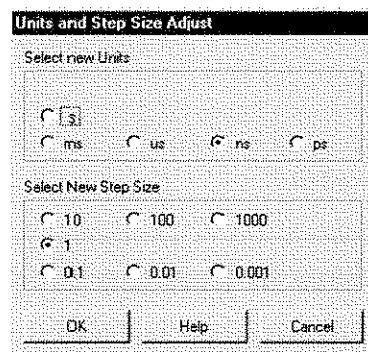 Units and Step Size Adjust
Select new Units
s
ms us ns ps
Select New Step Size
10 100 1000
1
0.1 0.01 0.001
OK Help Cancel